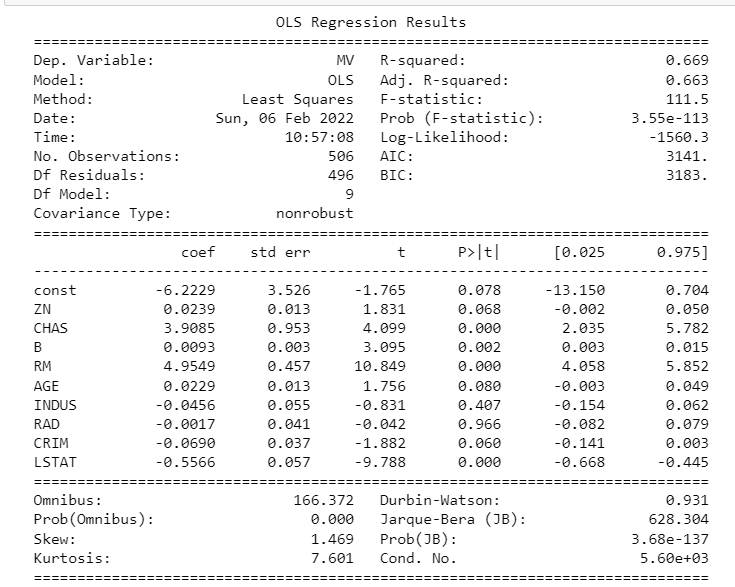 OLS Regression Results
==============================================================================
Dep. Variable:                     MV   R-squared:                       0.669
Model:                            OLS   Adj. R-squared:                  0.663
Method:                 Least Squares   F-statistic:                     111.5
Date:                Sun, 06 Feb 2022   Prob (F-statistic):          3.55e-113
Time:                        10:57:08   Log-Likelihood:                -1560.3
No. Observations:                 506   AIC:                             3141.
Df Residuals:                     496   BIC:                             3183.
Df Model:                           9
Covariance Type:            nonrobust
==============================================================================
                 coef    std err          t      P>|t|      [0.025      0.975]
------------------------------------------------------------------------------
const         -6.2229      3.526     -1.765      0.078     -13.150       0.704
ZN             0.0239      0.013      1.831      0.068      -0.002       0.050
CHAS           3.9085      0.953      4.099      0.000       2.035       5.782
B              0.0093      0.003      3.095      0.002       0.003       0.015
RM             4.9549      0.457     10.849      0.000       4.058       5.852
AGE            0.0229      0.013      1.756      0.080      -0.003       0.049
INDUS         -0.0456      0.055     -0.831      0.407      -0.154       0.062
RAD           -0.0017      0.041     -0.042      0.966      -0.082       0.079
CRIM          -0.0690      0.037     -1.882      0.060      -0.141       0.003
LSTAT         -0.5566      0.057     -9.788      0.000      -0.668      -0.445
==============================================================================
Omnibus:                      166.372   Durbin-Watson:                   0.931
Prob(Omnibus):                  0.000   Jarque-Bera (JB):              628.304
Skew:                           1.469   Prob(JB):                    3.68e-137
Kurtosis:                       7.601   Cond. No.                     5.60e+03
==============================================================================